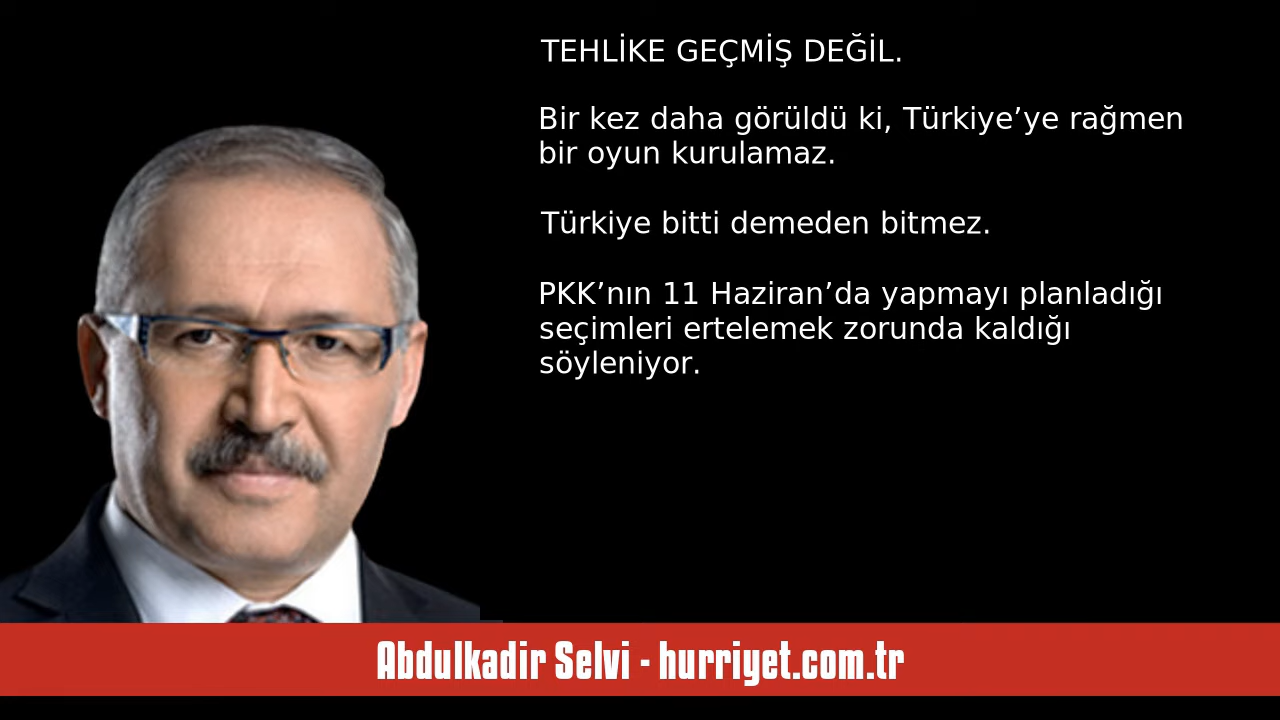 TEHLİKE GEÇMİŞ DEĞİL.
Bir kez daha görüldü ki, Türkiye’ye rağmen
bir oyun kurulamaz.
Türkiye bitti demeden bitmez.
PKK’nın 11 Haziran’da yapmayı planladığı
seçimleri ertelemek zorunda kaldığı
söyleniyor.
Abdulkadir Selvi - hurriyet.com.tr